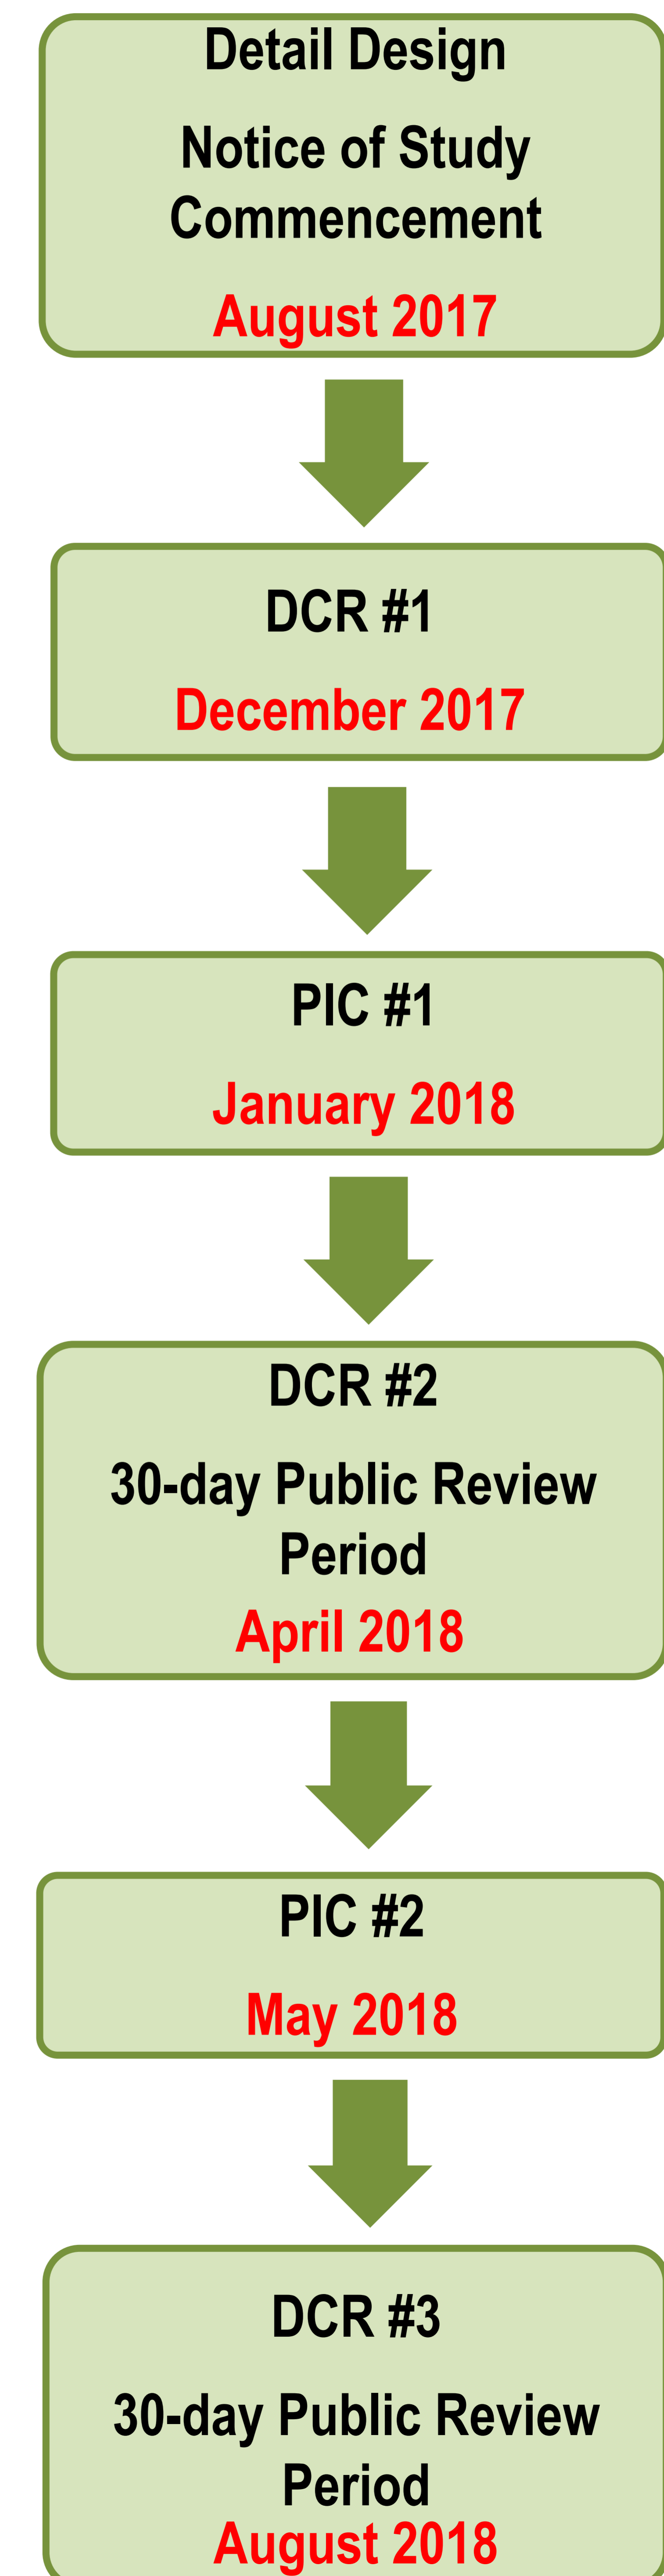 Detail Design
Notice of Study
Commencement
August 2017
DCR #1
December 2017
PIC #1
January 2018
DCR #2
30-day Public Review
Period
April 2018
PIC #2
May 2018
DCR #3
30-day Public Review
Period
August 2018